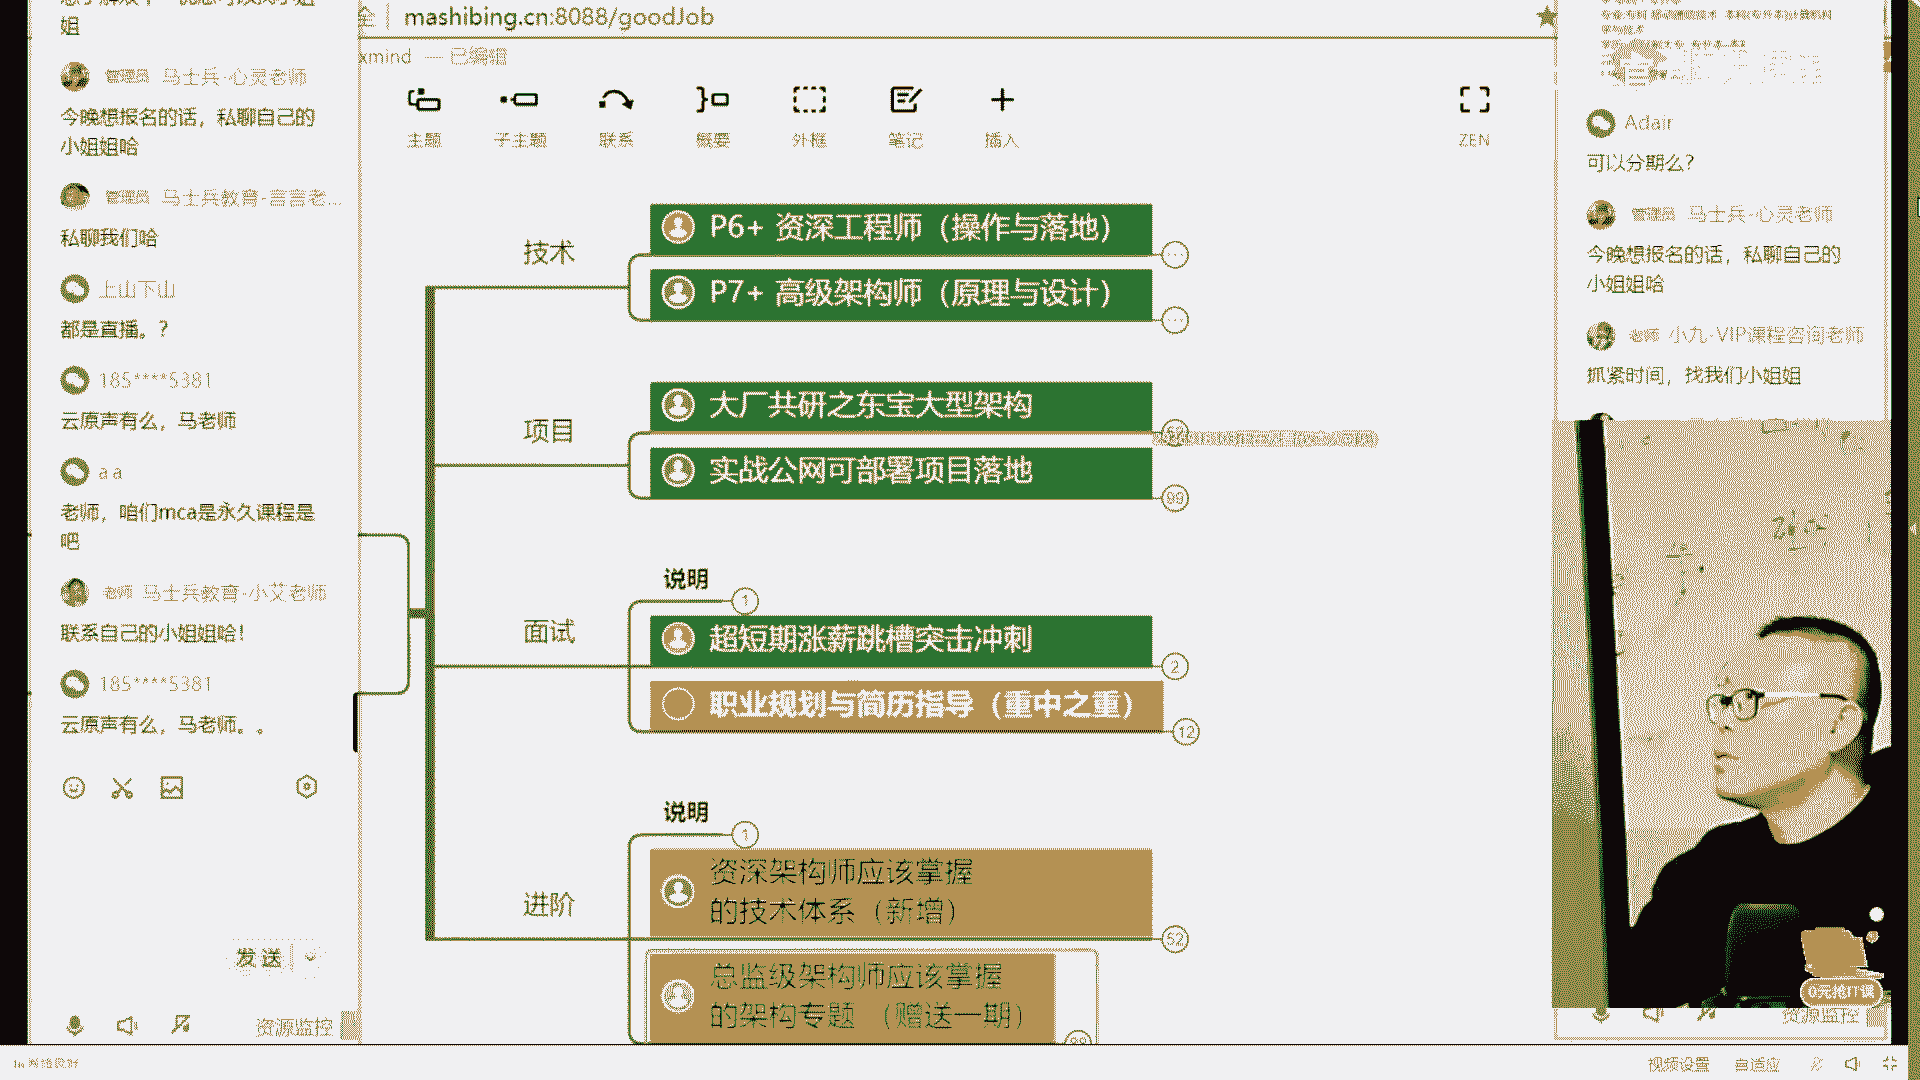 姐
管理员 马士兵-心灵老师
今晚想报名的话，私聊自己的
小姐姐哈
管理员 马士兵教育-言言老...
私聊我们哈
上山下山
都是直播。？
185****5381
云原声有么，马老师
a a
老师，咱们mca是永久课程是
吧
老师 马士兵教育-小艾老师
联系自己的小姐姐哈！
185****5381
云原声有么，马老师。。
发送
资源监控
全 | mashibing.cn:8088/goodJob
xmind — 已编辑
主题
子主题
联系
概要
外框
笔记
插入
ZEN
技术
P6+ 资深工程师（操作与落地）
P7+ 高级架构师（原理与设计）
项目
大厂共研之东宝大型架构
实战公网可部署项目落地
99
面试
说明
1
超短期涨薪跳槽突击冲刺
2
职业规划与简历指导（重中之重）
12
进阶
说明
1
资深架构师应该掌握
的技术体系（新增）
52
总监级架构师应该掌握
的架构专题 （赠送一期）
Adair
可以分期么？
管理员 马士兵-心灵老师
今晚想报名的话，私聊自己的
小姐姐哈
老师 小九-VIP课程咨询老师
抓紧时间，找我们小姐姐
0元抢IT课
资源监控
视频设置
自适应